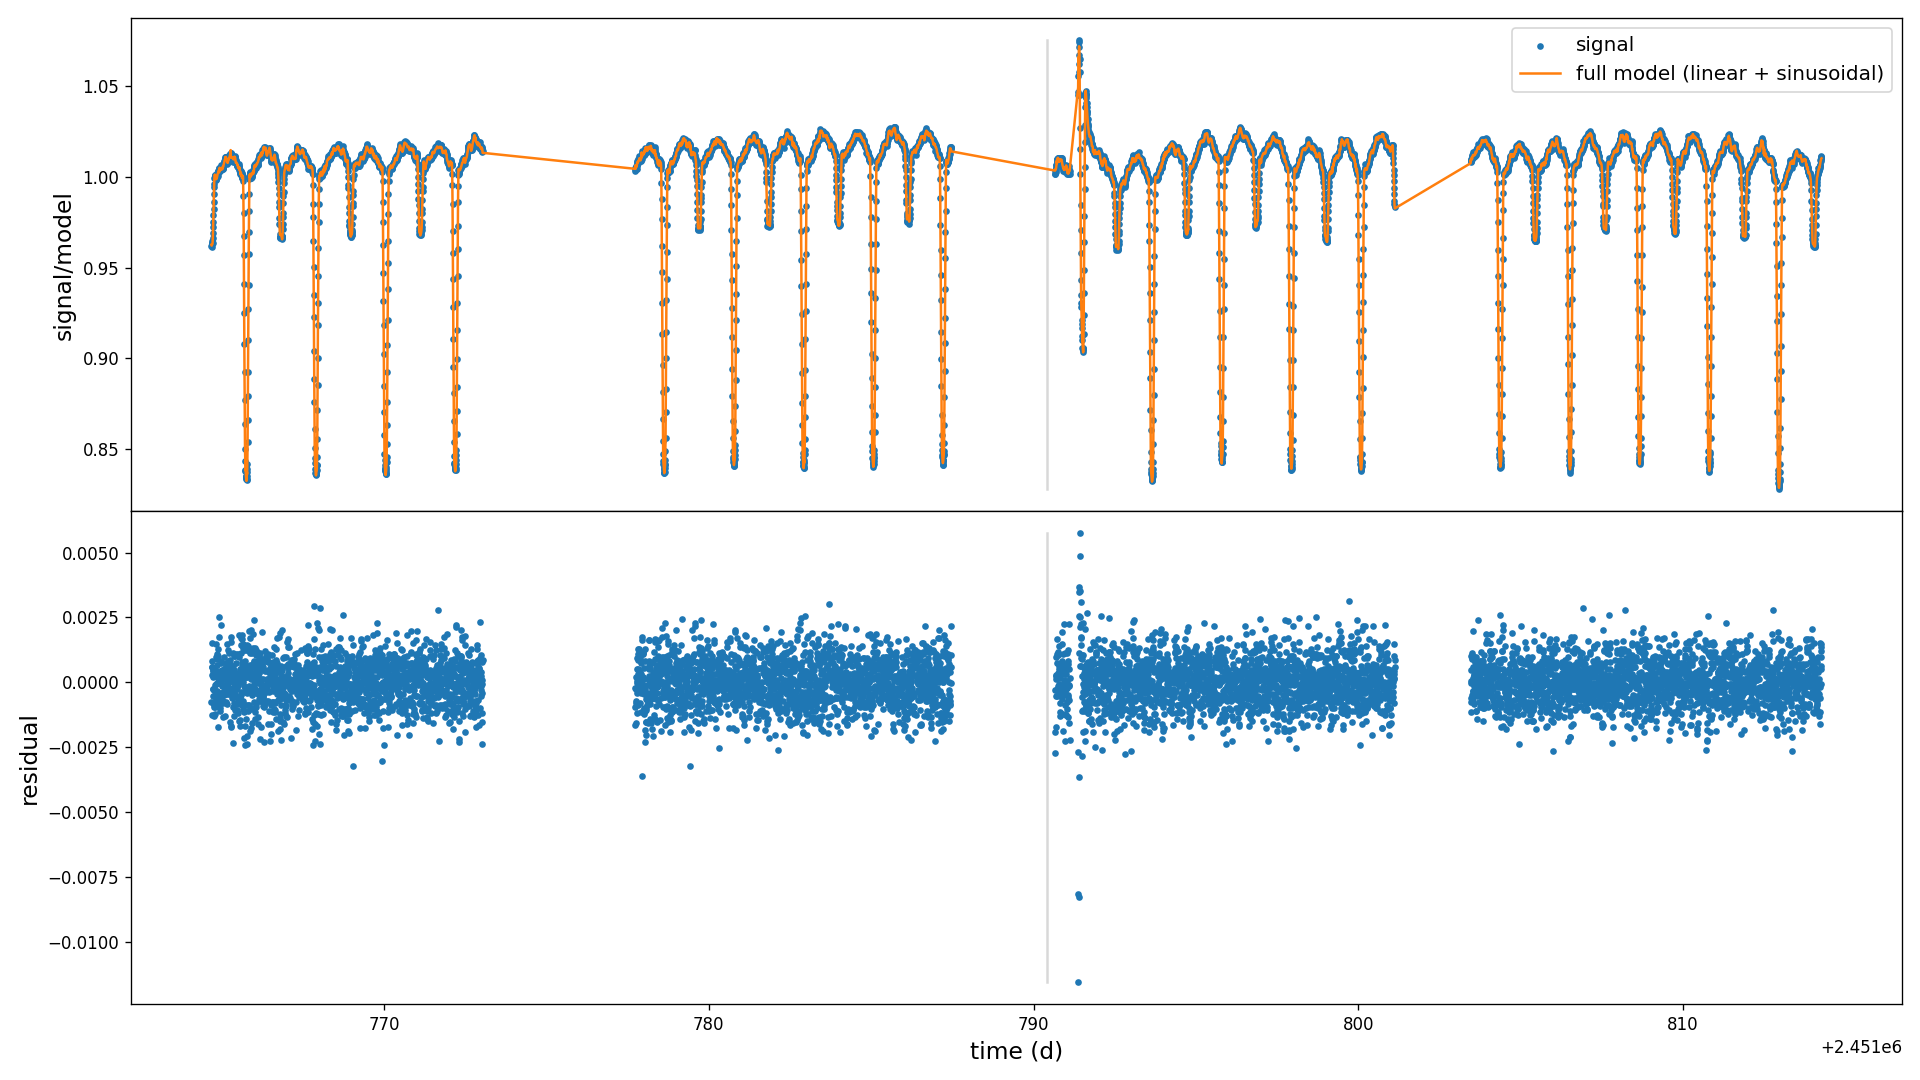 signal
full model (linear + sinusoidal)
1.05
1.00
0.95
0.90
0.85
signal/model
0.0050
0.0025
0.0000
−0.0025
−0.0050
−0.0075
−0.0100
residual
770
780
790
800
810
time (d)
+2.451e6